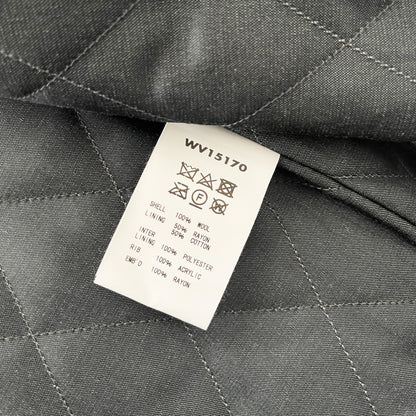 WV15170
F
SHELL 100% WOOL
LINING 50% RAYON
50% COTTON
INTER
LINING 100% POLYESTER
RIB 100% ACRYLIC
EMB'D 100% RAYON